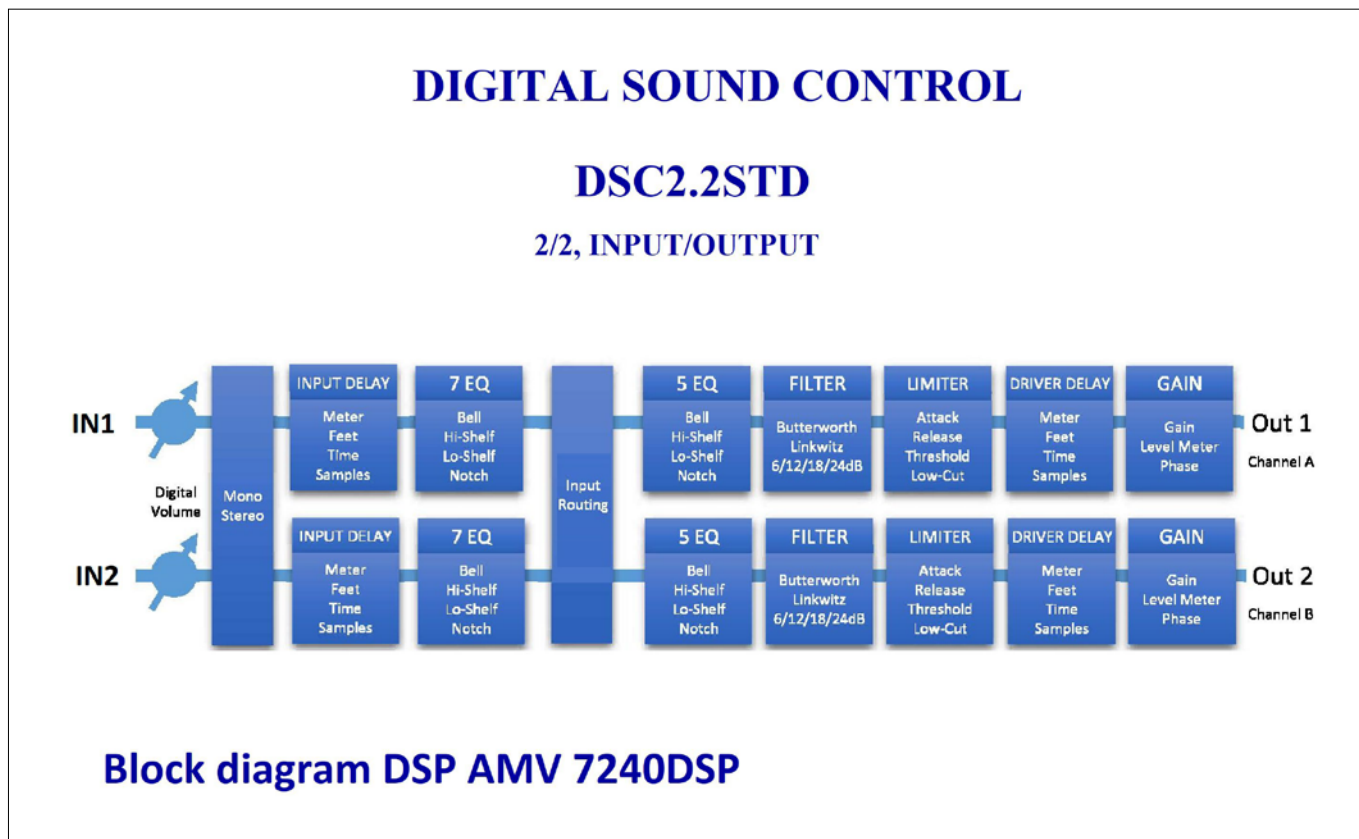 DIGITAL SOUND CONTROL
DSC2.2STD
2/2, INPUT/OUTPUT
IN1
Digital
Volume
Mono
Stereo
INPUT DELAY
Meter
Feet
Time
Samples
7 EQ
Bell
Hi-Shelf
Lo-Shelf
Notch
Input
Routing
5 EQ
Bell
Hi-Shelf
Lo-Shelf
Notch
FILTER
Butterworth
Linkwitz
6/12/18/24dB
LIMITER
Attack
Release
Threshold
Low-Cut
DRIVER DELAY
Meter
Feet
Time
Samples
GAIN
Gain
Level Meter
Phase
Out 1
Channel A
IN2
INPUT DELAY
Meter
Feet
Time
Samples
7 EQ
Bell
Hi-Shelf
Lo-Shelf
Notch
5 EQ
Bell
Hi-Shelf
Lo-Shelf
Notch
FILTER
Butterworth
Linkwitz
6/12/18/24dB
LIMITER
Attack
Release
Threshold
Low-Cut
DRIVER DELAY
Meter
Feet
Time
Samples
GAIN
Gain
Level Meter
Phase
Out 2
Channel B
Block diagram DSP AMV 7240DSP